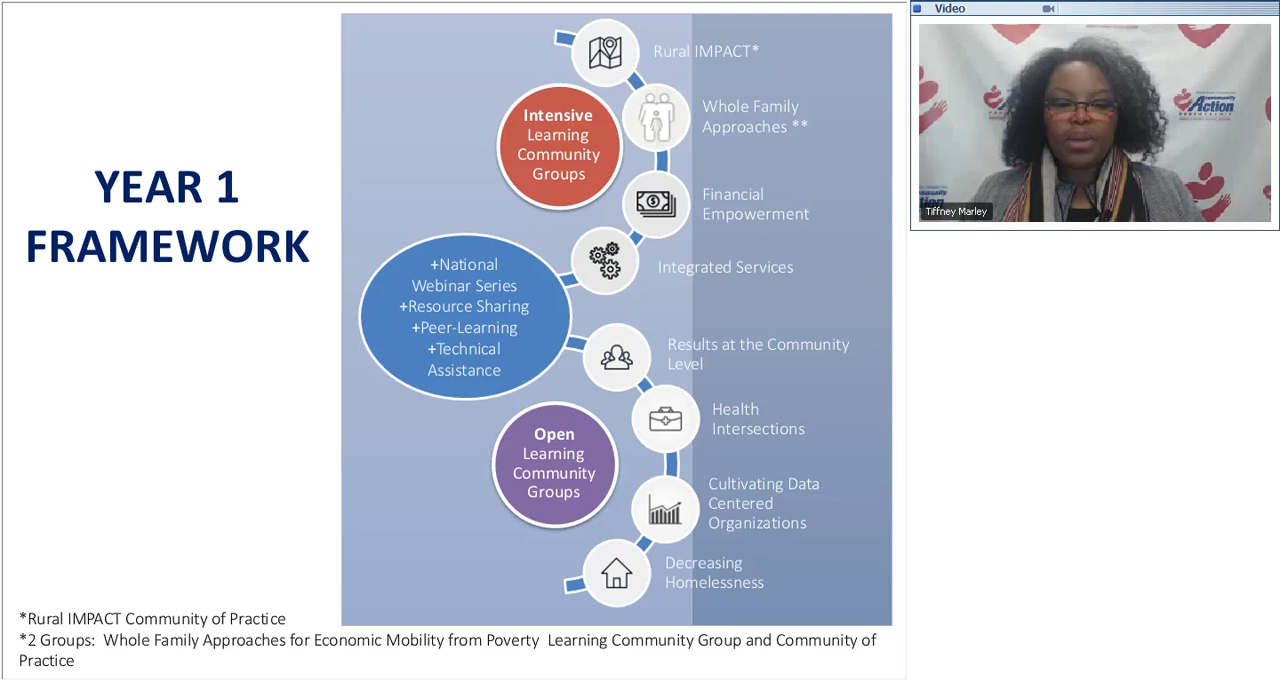 YEAR 1
FRAMEWORK
Intensive
Learning
Community
Groups
+National
Webinar Series
+Resource Sharing
+Peer-Learning
+Technical
Assistance
Open
Learning
Community
Groups
Rural IMPACT*
Whole Family
Approaches **
Financial
Empowerment
Integrated Services
Results at the Community
Level
Health
Intersections
Cultivating Data
Centered
Organizations
Decreasing
Homelessness
*Rural IMPACT Community of Practice
*2 Groups: Whole Family Approaches for Economic Mobility from Poverty Learning Community Group and Community of
Practice
Video
community
Action
PARTNERSHIP
Tiffney Marley